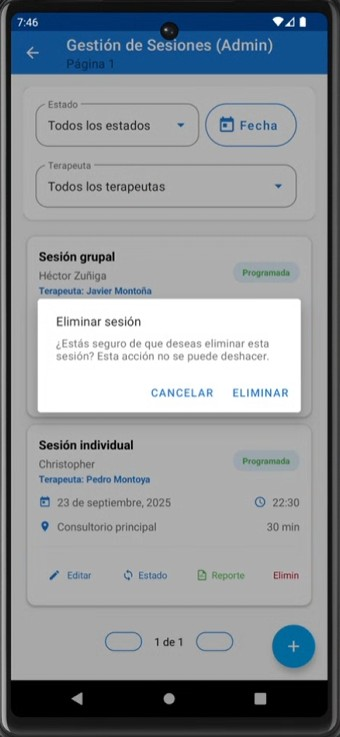 7:46
Gestión de Sesiones (Admin)
Página 1
Estado
Todos los estados
Fecha
Terapeuta
Todos los terapeutas
Sesión grupal
Héctor Zuñiga
Programada
Terapeuta: Javier Montoña
Eliminar sesión
¿Estás seguro de que deseas eliminar esta
sesión? Esta acción no se puede deshacer.
CANCELAR ELIMINAR
Sesión individual
Christopher
Programada
Terapeuta: Pedro Montoya
23 de septiembre, 2025 22:30
Consultorio principal 30 min
Editar Estado Reporte Elimin
1 de 1
+